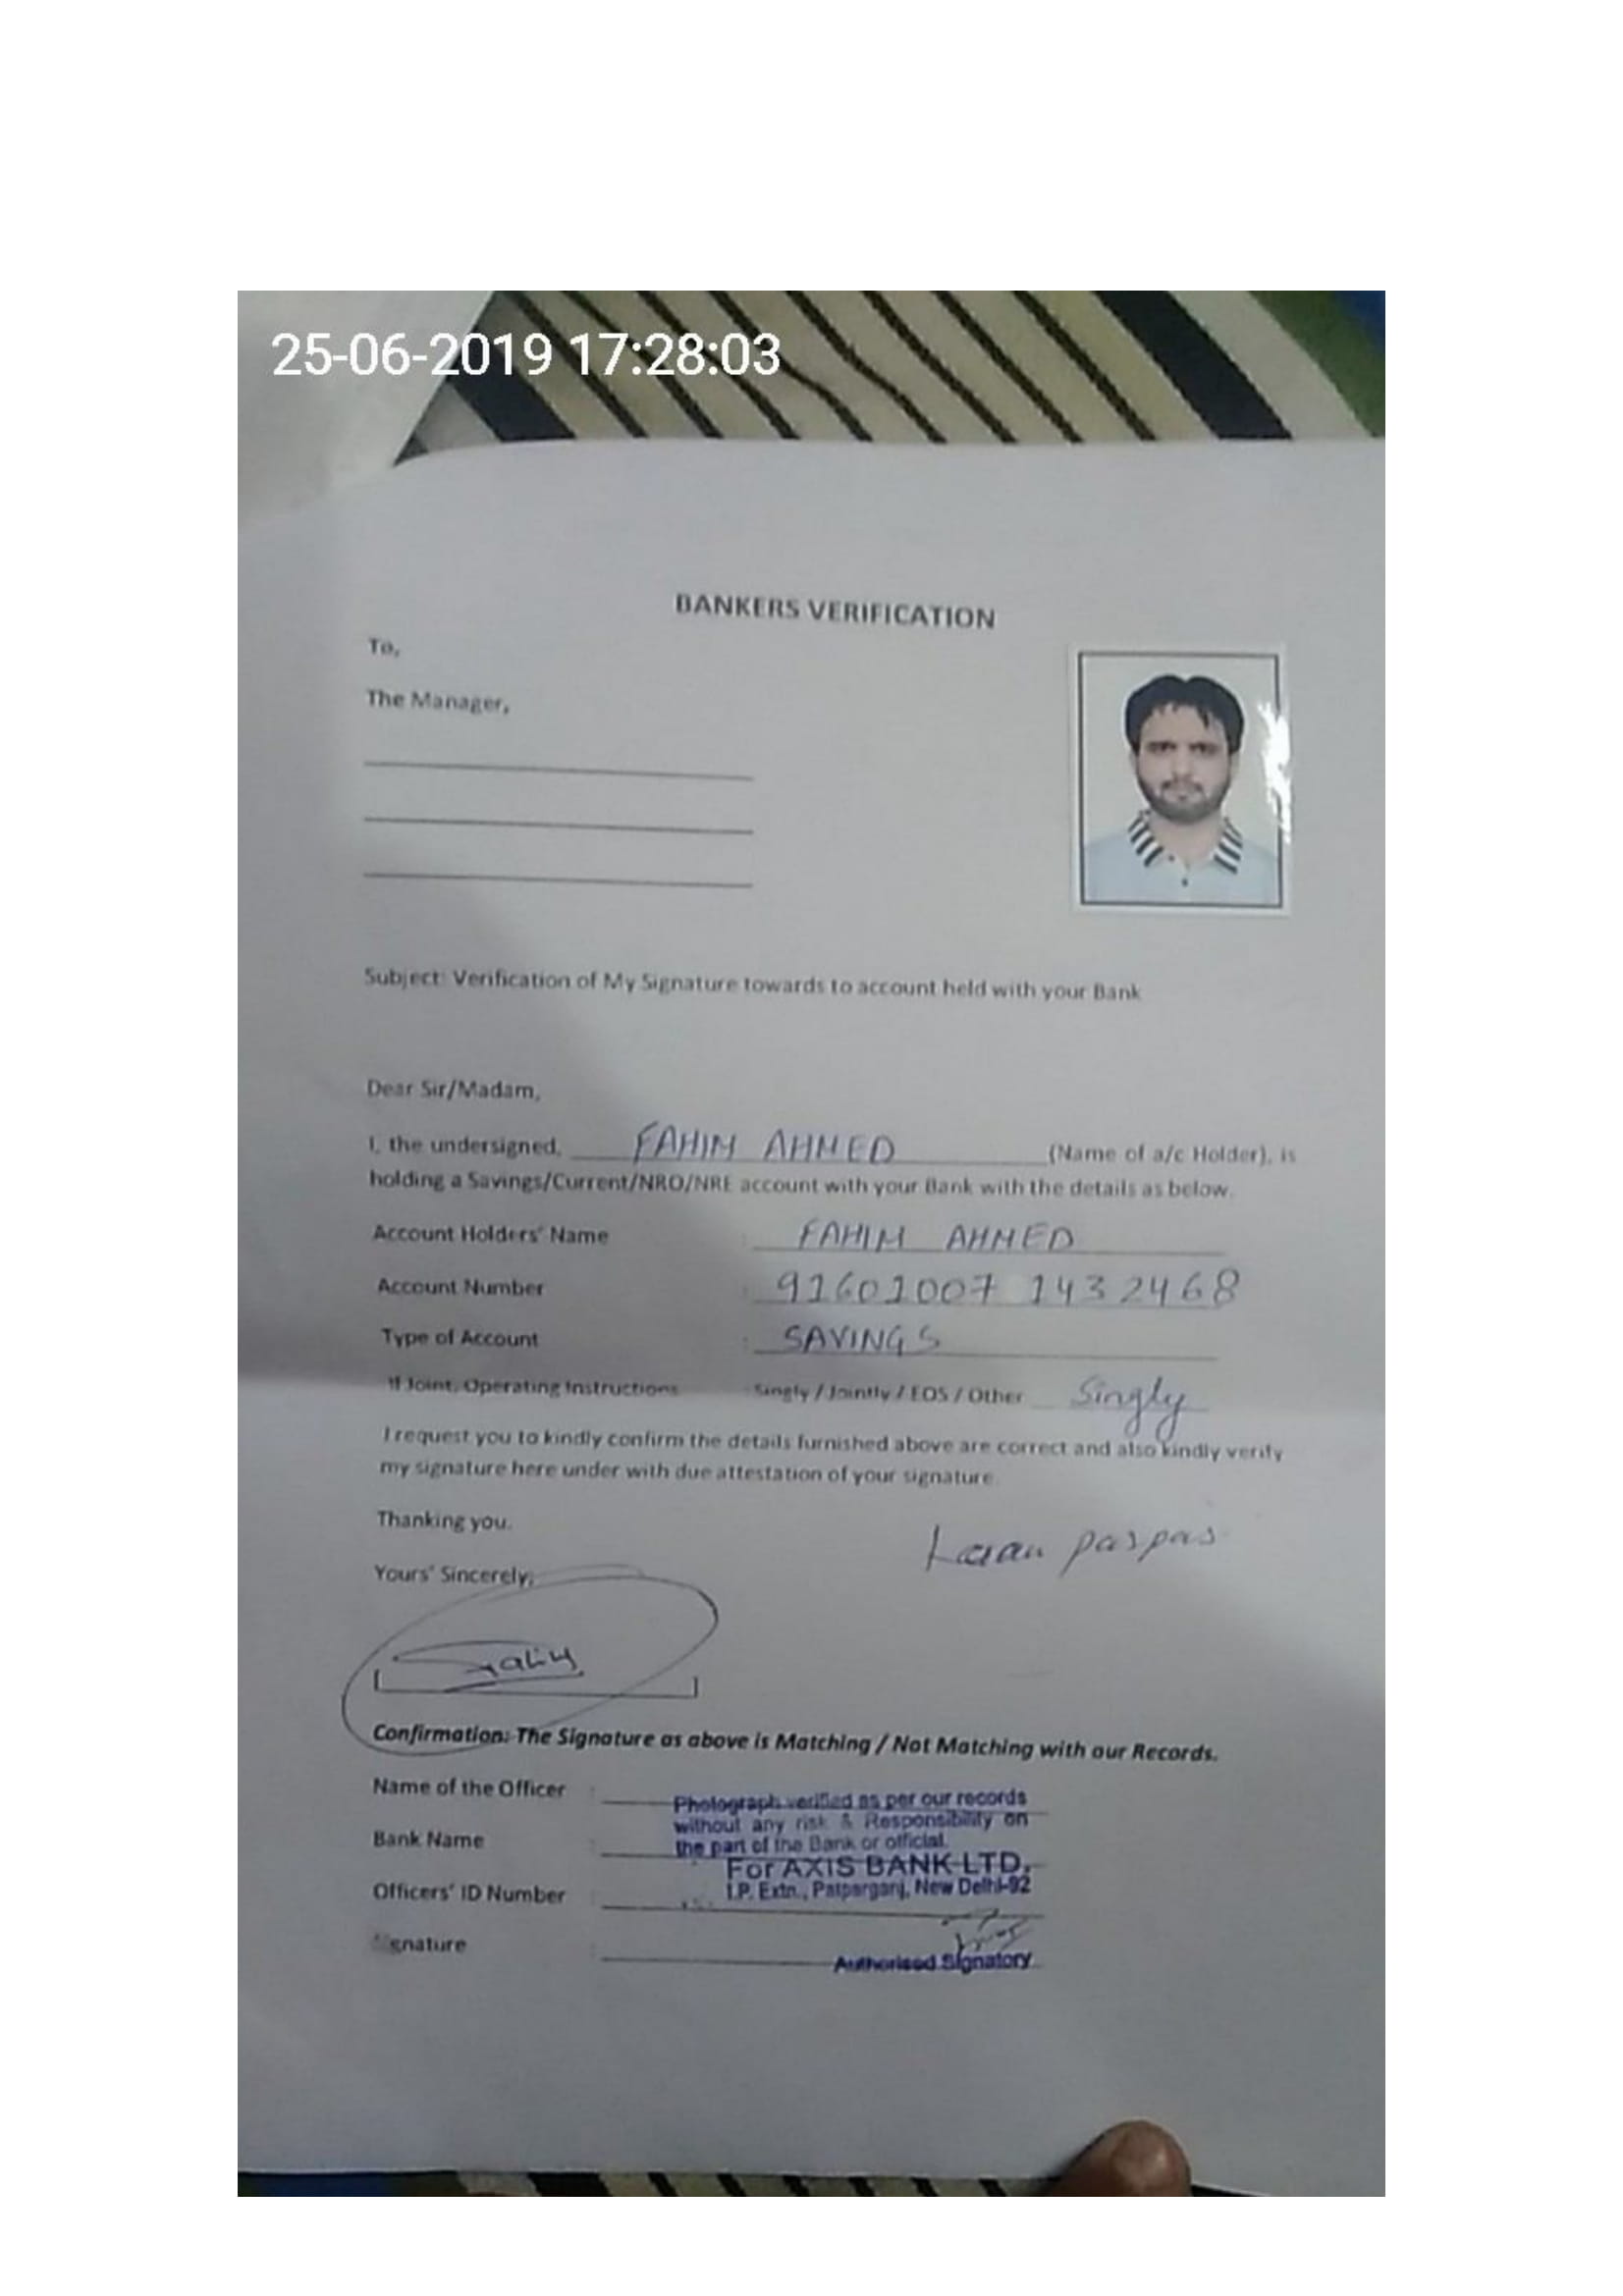 25-06-2019 17:28:03
BANKERS VERIFICATION
To,
The Manager,
Subject: Verification of My Signature towards to account held with your Bank
Dear Sir/Madam,
I, the undersigned, FAHIM AHMED (Name of a/c Holder), is
holding a Savings/Current/NRO/NRE account with your Bank with the details as below.
Account Holders' Name : FAHIM AHMED
Account Number : 91601007 1432468
Type of Account : SAVINGS
If Joint, Operating Instructions Singly / Jointly / EOS / Other Singly
I request you to kindly confirm the details furnished above are correct and also kindly verify
my signature here under with due attestation of your signature
Thanking you.
Yours' Sincerely,
Confirmation: The Signature as above is Matching / Not Matching with our Records.
Name of the Officer :
Photograph verified as per our records
without any risk & Responsibility on
Bank Name :
the part of the Bank or official.
For AXIS BANK LTD.
Officers' ID Number :
I.P. Extn., Patparganj, New Delhi-92
Signature :
Authorised Signatory